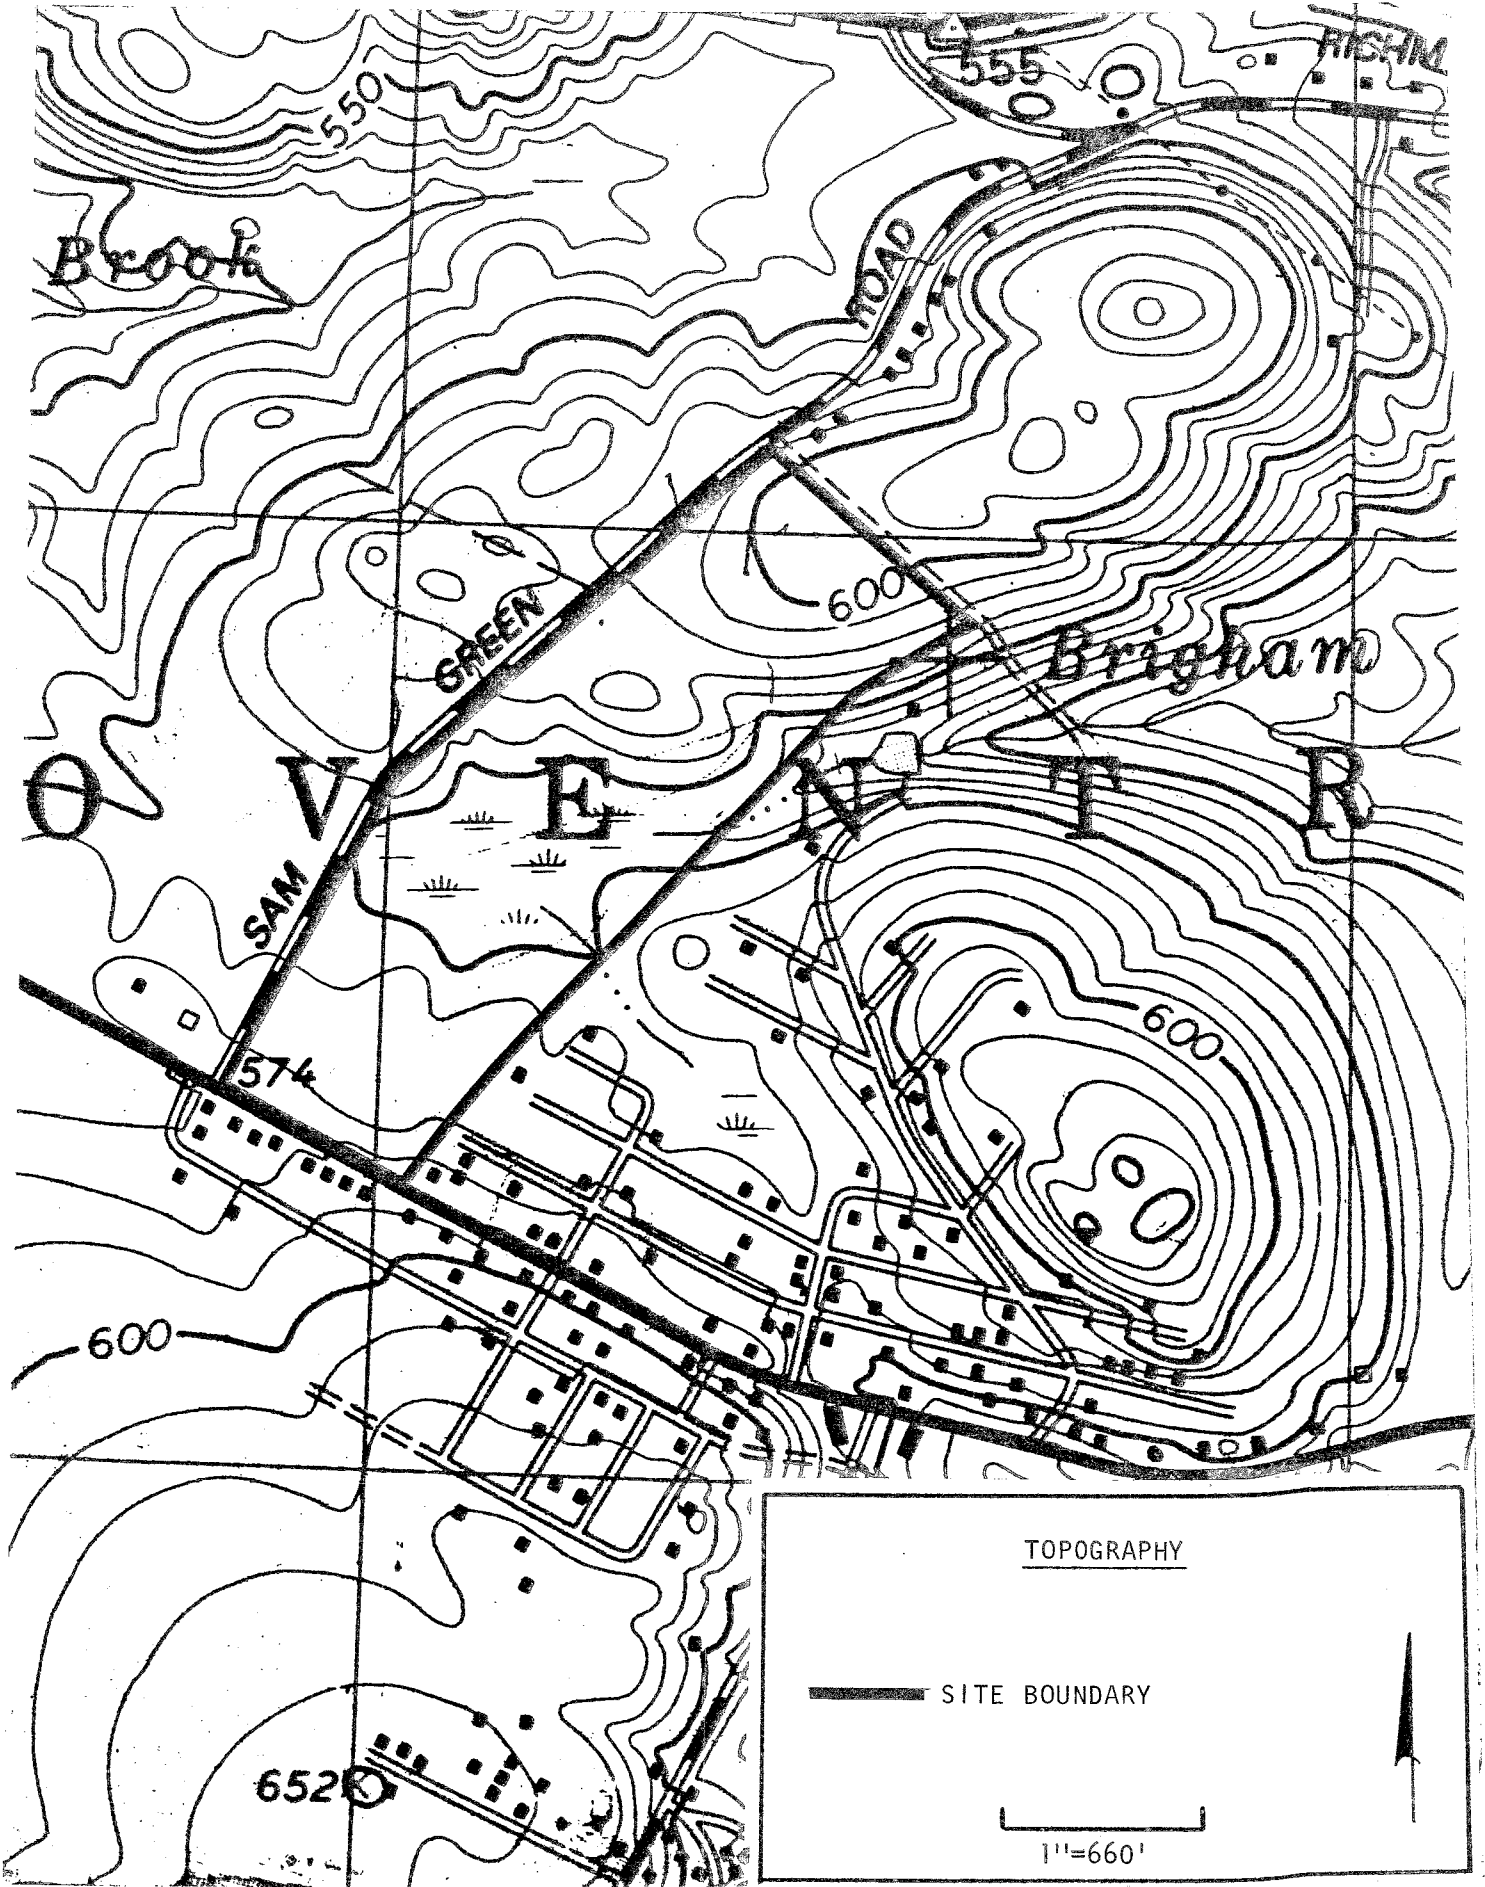 555
RICHM
550
Brook
ROAD
600
GREEN
Brigham
O V E N T R
SAM
600
574
600
652
TOPOGRAPHY
SITE BOUNDARY
1"=660'